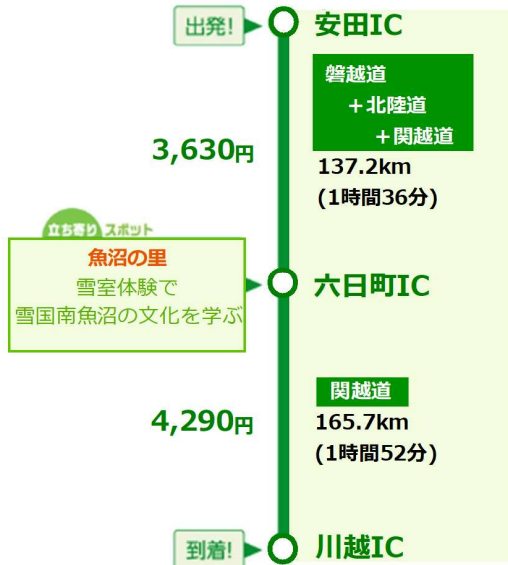 出発!
安田IC
磐越道
+北陸道
+関越道
3,630円
137.2km
(1時間36分)
立ち寄りスポット
魚沼の里
雪室体験で
雪国南魚沼の文化を学ぶ
六日町IC
関越道
4,290円
165.7km
(1時間52分)
到着!
川越IC